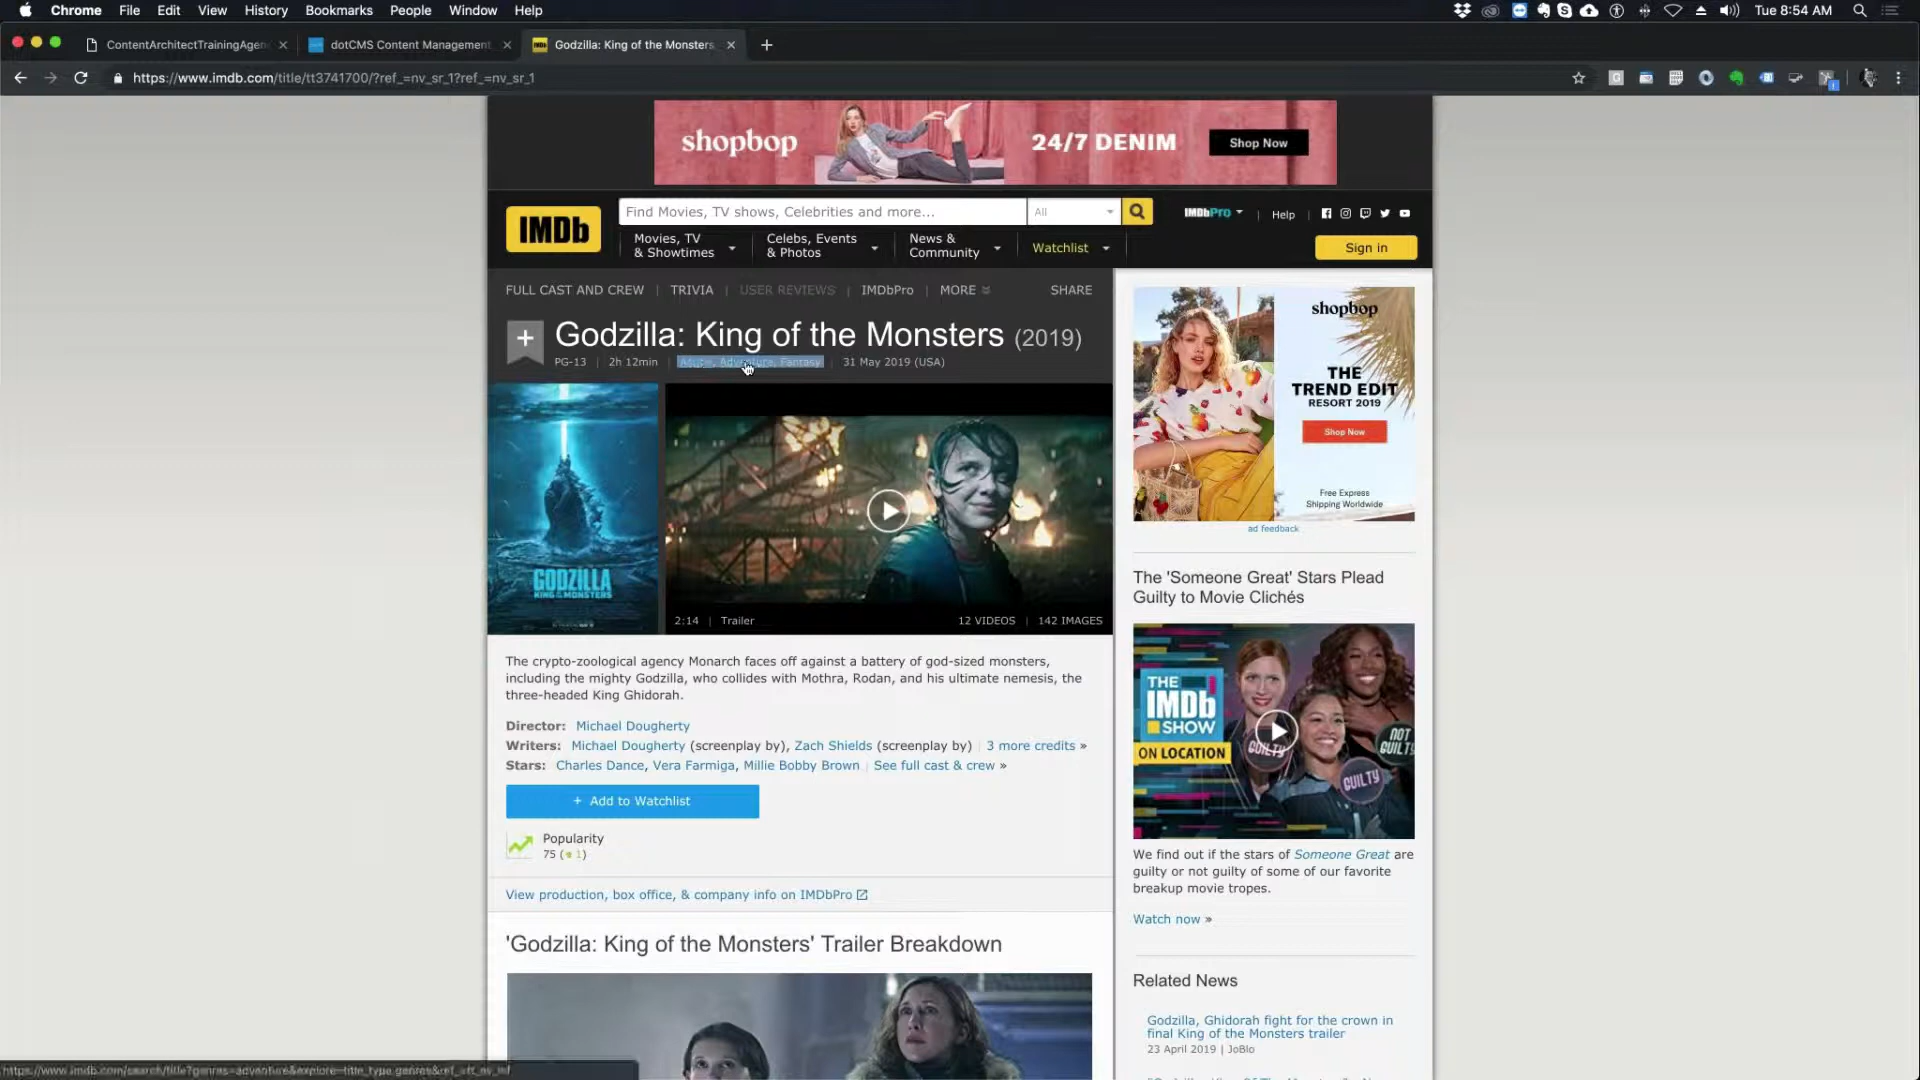 Chrome File Edit View History Bookmarks People Window Help
Tue 8:54 AM
ContentArchitectTrainingAgen
dotCMS Content Management
Godzilla: King of the Monsters
https://www.imdb.com/title/tt3741700/?ref_=nv_sr_1?ref_=nv_sr_1
shopbop
24/7 DENIM
Shop Now
IMDb
Find Movies, TV shows, Celebrities and more...
All
IMDbPro
Help
Movies, TV
& Showtimes
Celebs, Events
& Photos
News &
Community
Watchlist
Sign in
FULL CAST AND CREW | TRIVIA | USER REVIEWS | IMDbPro | MORE
SHARE
Godzilla: King of the Monsters (2019)
PG-13 | 2h 12min | Adventure, Fantasy | 31 May 2019 (USA)
GODZILLA
KING OF THE MONSTERS
2:14 | Trailer
12 VIDEOS | 142 IMAGES
The crypto-zoological agency Monarch faces off against a battery of god-sized monsters,
including the mighty Godzilla, who collides with Mothra, Rodan, and his ultimate nemesis, the
three-headed King Ghidorah.
Director: Michael Dougherty
Writers: Michael Dougherty (screenplay by), Zach Shields (screenplay by) | 3 more credits »
Stars: Charles Dance, Vera Farmiga, Millie Bobby Brown | See full cast & crew »
+ Add to Watchlist
Popularity
75 ( 1)
View production, box office, & company info on IMDbPro
'Godzilla: King of the Monsters' Trailer Breakdown
shopbop
THE
TREND EDIT
RESORT 2019
Shop Now
Free Express
Shipping Worldwide
ad feedback
The 'Someone Great' Stars Plead
Guilty to Movie Clichés
THE
IMDb
SHOW
ON LOCATION
GUILTY
GUILTY
NOT
GUILTY
We find out if the stars of Someone Great are
guilty or not guilty of some of our favorite
breakup movie tropes.
Watch now »
Related News
Godzilla, Ghidorah fight for the crown in
final King of the Monsters trailer
23 April 2019 | JoBlo